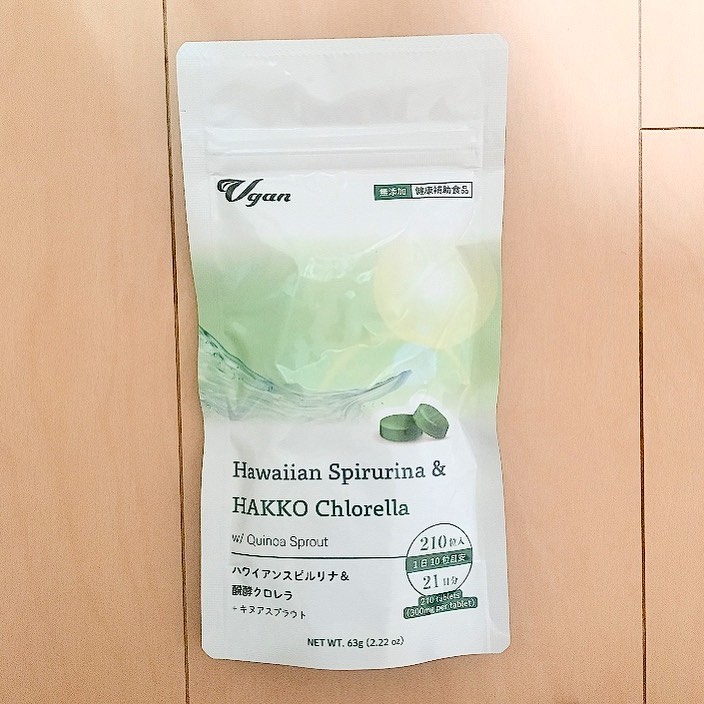 Vgan
無添加 健康補助食品
Hawaiian Spirurina &
HAKKO Chlorella
w/ Quinoa Sprout
ハワイアンスピルリナ&
醗酵クロレラ
+ キヌアスプラウト
210粒入
1日10粒目安
21日分
210 tablets
(300mg per tablet)
NET WT. 63g (2.22 oz)